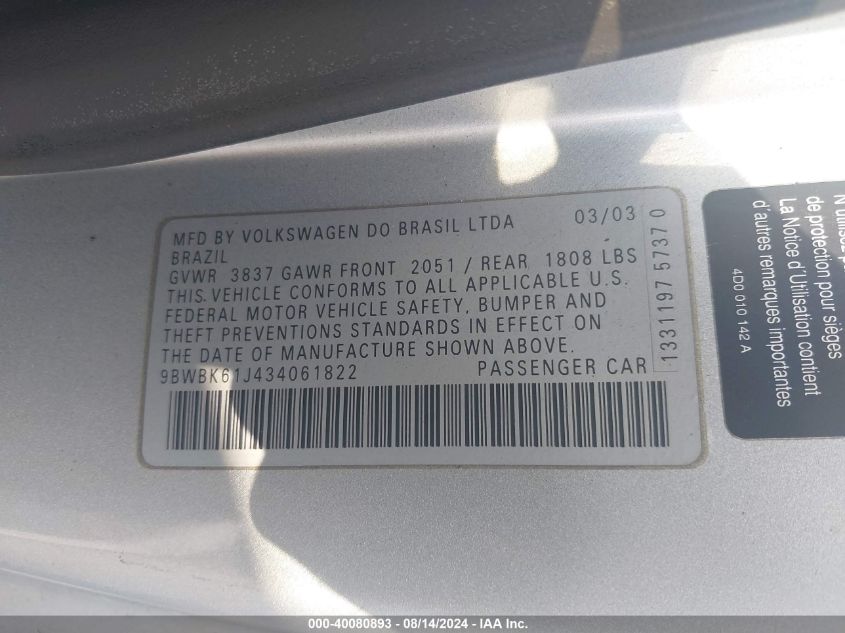 MFD BY VOLKSWAGEN DO BRASIL LTDA 03/03
BRAZIL
GVWR 3837 GAWR FRONT 2051 / REAR 1808 LBS
THIS VEHICLE CONFORMS TO ALL APPLICABLE U.S.
FEDERAL MOTOR VEHICLE SAFETY, BUMPER AND
THEFT PREVENTIONS STANDARDS IN EFFECT ON
THE DATE OF MANUFACTURE SHOWN ABOVE.
9BWBK61J434061822 PASSENGER CAR
1331197 57370
de protection pour sièges
La Notice d'Utilisation contient
d'autres remarques importantes
4D0 010 142 A
000-40080893 - 08/14/2024 - IAA Inc.